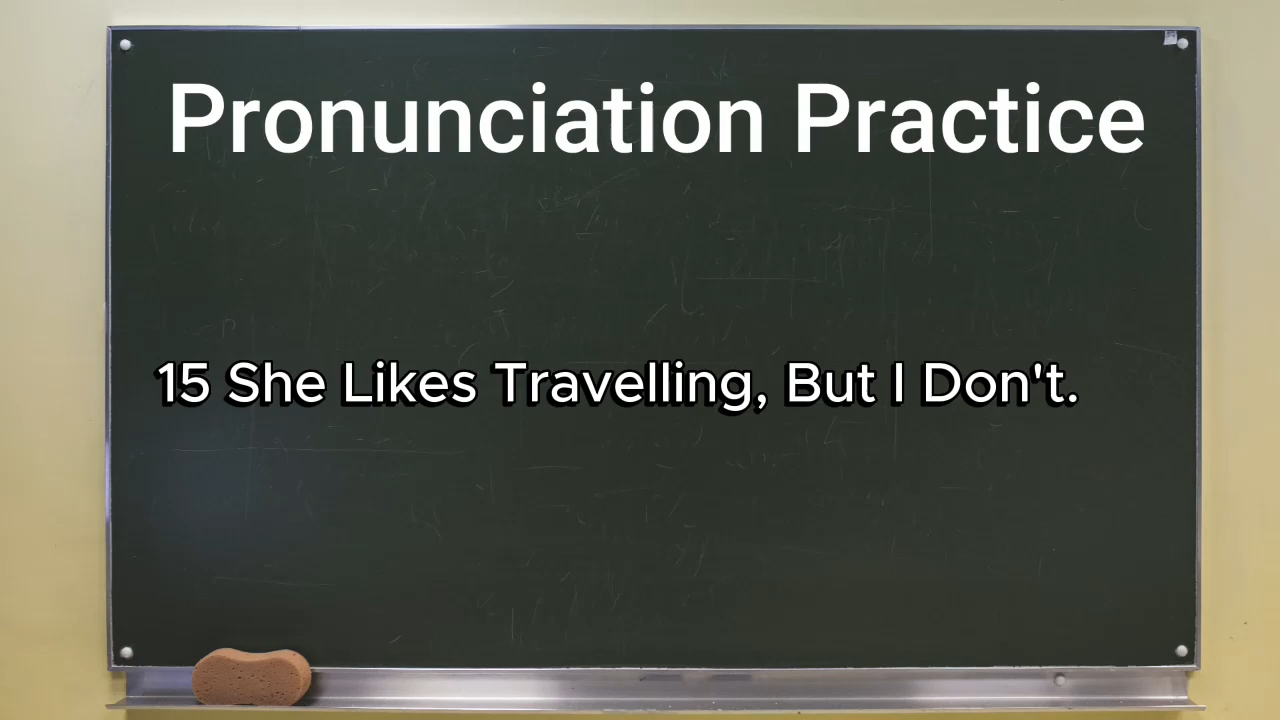 Pronunciation Practice
15 She Likes Travelling, But I Don't.